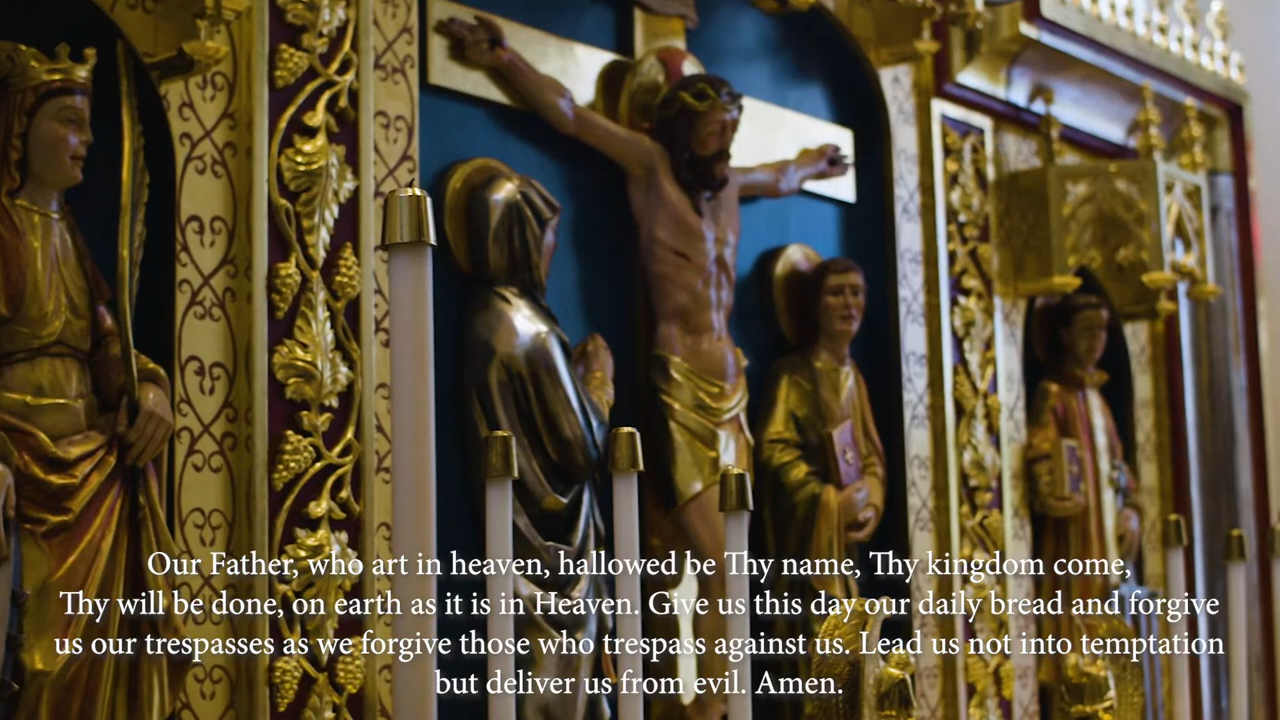 Our Father, who art in heaven, hallowed be Thy name, Thy kingdom come,
Thy will be done, on earth as it is in Heaven. Give us this day our daily bread and forgive
us our trespasses as we forgive those who trespass against us. Lead us not into temptation
but deliver us from evil. Amen.